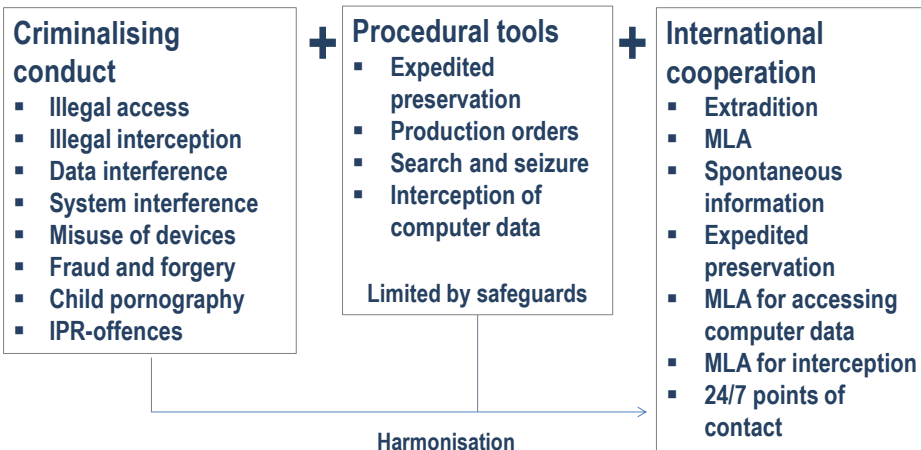 Criminalising
conduct
▪ Illegal access
▪ Illegal interception
▪ Data interference
▪ System interference
▪ Misuse of devices
▪ Fraud and forgery
▪ Child pornography
▪ IPR-offences
+
Procedural tools
▪ Expedited
preservation
▪ Production orders
▪ Search and seizure
▪ Interception of
computer data
Limited by safeguards
+
International
cooperation
▪ Extradition
▪ MLA
▪ Spontaneous
information
▪ Expedited
preservation
▪ MLA for accessing
computer data
▪ MLA for interception
▪ 24/7 points of
contact
Harmonisation